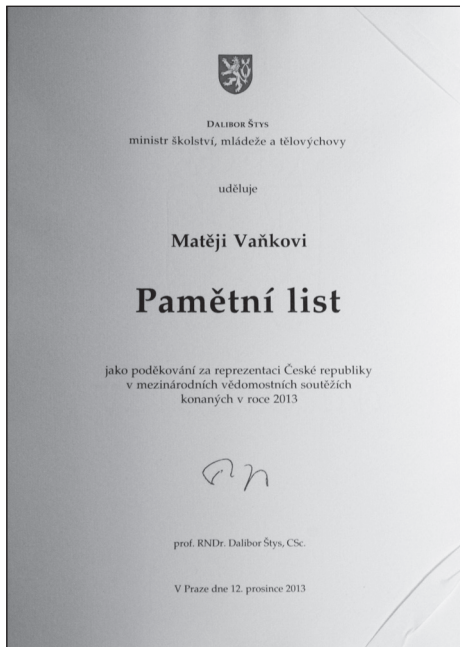 DALIBOR ŠTYS
ministr školství, mládeže a tělovýchovy
uděluje
Matěji Vaňkovi
Pamětní list
jako poděkování za reprezentaci České republiky
v mezinárodních vědomostních soutěžích
konaných v roce 2013
prof. RNDr. Dalibor Štys, CSc.
V Praze dne 12. prosince 2013